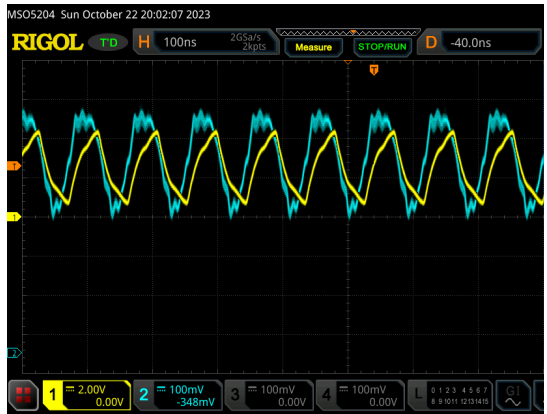 MSO5204 Sun October 22 20:02:07 2023
RIGOL T'D H 100ns 2GSa/s 2kpts Measure STOP/RUN D -40.0ns
T
1
1
2
1 2.00V 0.00V 2 100mV -348mV 3 100mV 0.00V 4 100mV 0.00V L 0 1 2 3 4 5 6 7 8 9 10 11 12 13 14 15 GI